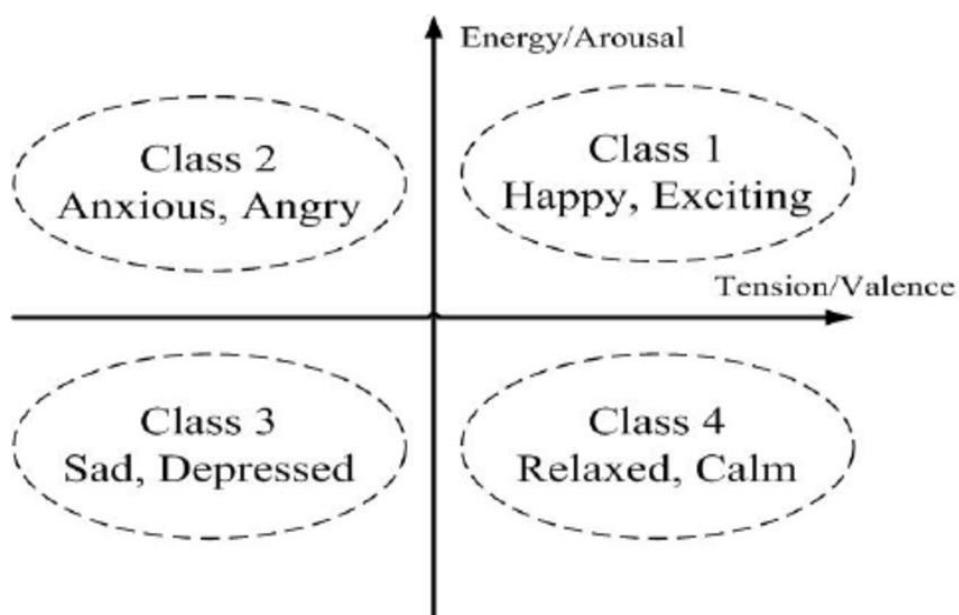 Energy/Arousal
Class 2
Anxious, Angry
Class 1
Happy, Exciting
Tension/Valence
Class 3
Sad, Depressed
Class 4
Relaxed, Calm